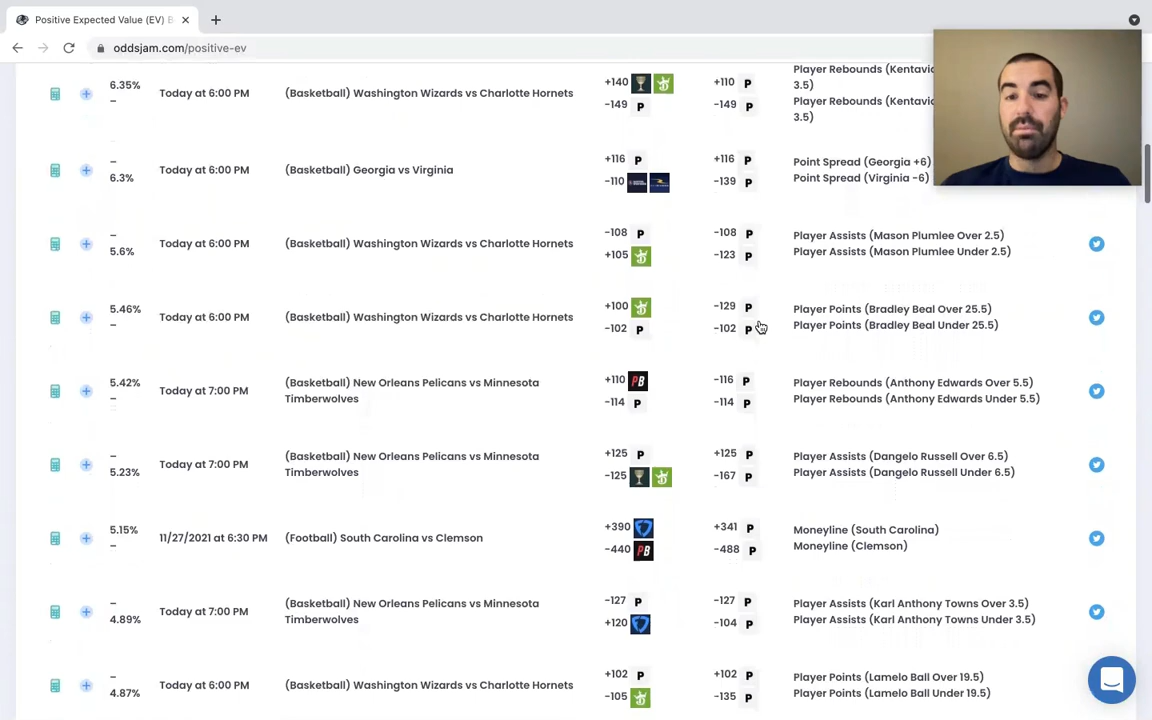 Positive Expected Value (EV) B
oddsjam.com/positive-ev
6.35%
–
Today at 6:00 PM
(Basketball) Washington Wizards vs Charlotte Hornets
+140
-149 P
+110 P
-149 P
Player Rebounds (Kentavi
3.5)
Player Rebounds (Kentavi
3.5)
–
6.3%
Today at 6:00 PM
(Basketball) Georgia vs Virginia
+116 P
-110
+116 P
-139 P
Point Spread (Georgia +6)
Point Spread (Virginia -6)
–
5.6%
Today at 6:00 PM
(Basketball) Washington Wizards vs Charlotte Hornets
-108 P
+105
-108 P
-123 P
Player Assists (Mason Plumlee Over 2.5)
Player Assists (Mason Plumlee Under 2.5)
5.46%
–
Today at 6:00 PM
(Basketball) Washington Wizards vs Charlotte Hornets
+100
-102 P
-129 P
-102 P
Player Points (Bradley Beal Over 25.5)
Player Points (Bradley Beal Under 25.5)
5.42%
–
Today at 7:00 PM
(Basketball) New Orleans Pelicans vs Minnesota
Timberwolves
+110 PB
-114 P
-116 P
-114 P
Player Rebounds (Anthony Edwards Over 5.5)
Player Rebounds (Anthony Edwards Under 5.5)
–
5.23%
Today at 7:00 PM
(Basketball) New Orleans Pelicans vs Minnesota
Timberwolves
+125 P
-125
+125 P
-167 P
Player Assists (Dangelo Russell Over 6.5)
Player Assists (Dangelo Russell Under 6.5)
5.15%
–
11/27/2021 at 6:30 PM
(Football) South Carolina vs Clemson
+390
-440 PB
+341 P
-488 P
Moneyline (South Carolina)
Moneyline (Clemson)
–
4.89%
Today at 7:00 PM
(Basketball) New Orleans Pelicans vs Minnesota
Timberwolves
-127 P
+120
-127 P
-104 P
Player Assists (Karl Anthony Towns Over 3.5)
Player Assists (Karl Anthony Towns Under 3.5)
–
4.87%
Today at 6:00 PM
(Basketball) Washington Wizards vs Charlotte Hornets
+102 P
-105
+102 P
-135 P
Player Points (Lamelo Ball Over 19.5)
Player Points (Lamelo Ball Under 19.5)